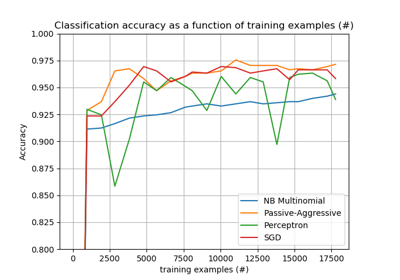 Classification accuracy as a function of training examples (#)
1.000
0.975
0.950
0.925
0.900
0.875
0.850
0.825
0.800
Accuracy
NB Multinomial
Passive-Aggressive
Perceptron
SGD
0 2500 5000 7500 10000 12500 15000 17500
training examples (#)